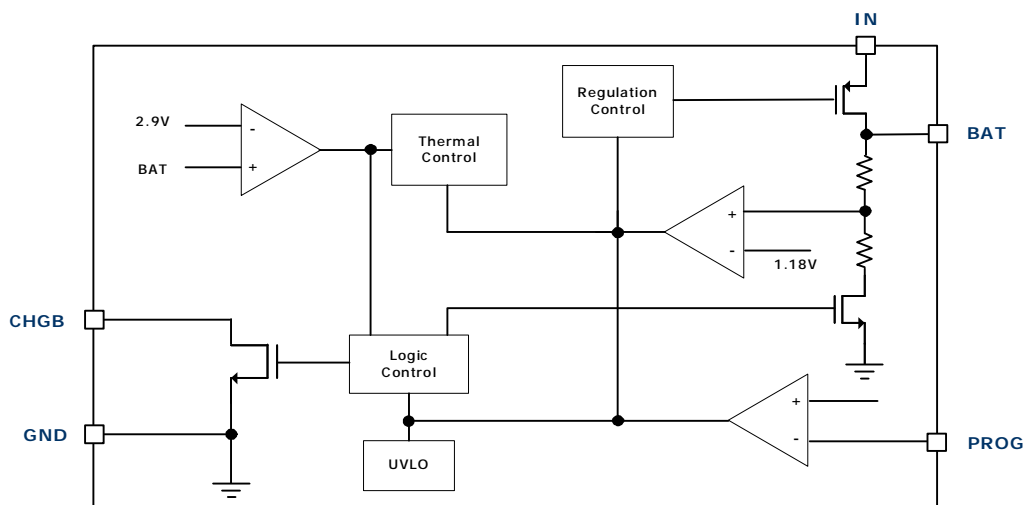 IN
Regulation
Control
2.9V
-
BAT
+
Thermal
Control
BAT
+
-
1.18V
CHGB
Logic
Control
GND
UVLO
+
-
PROG